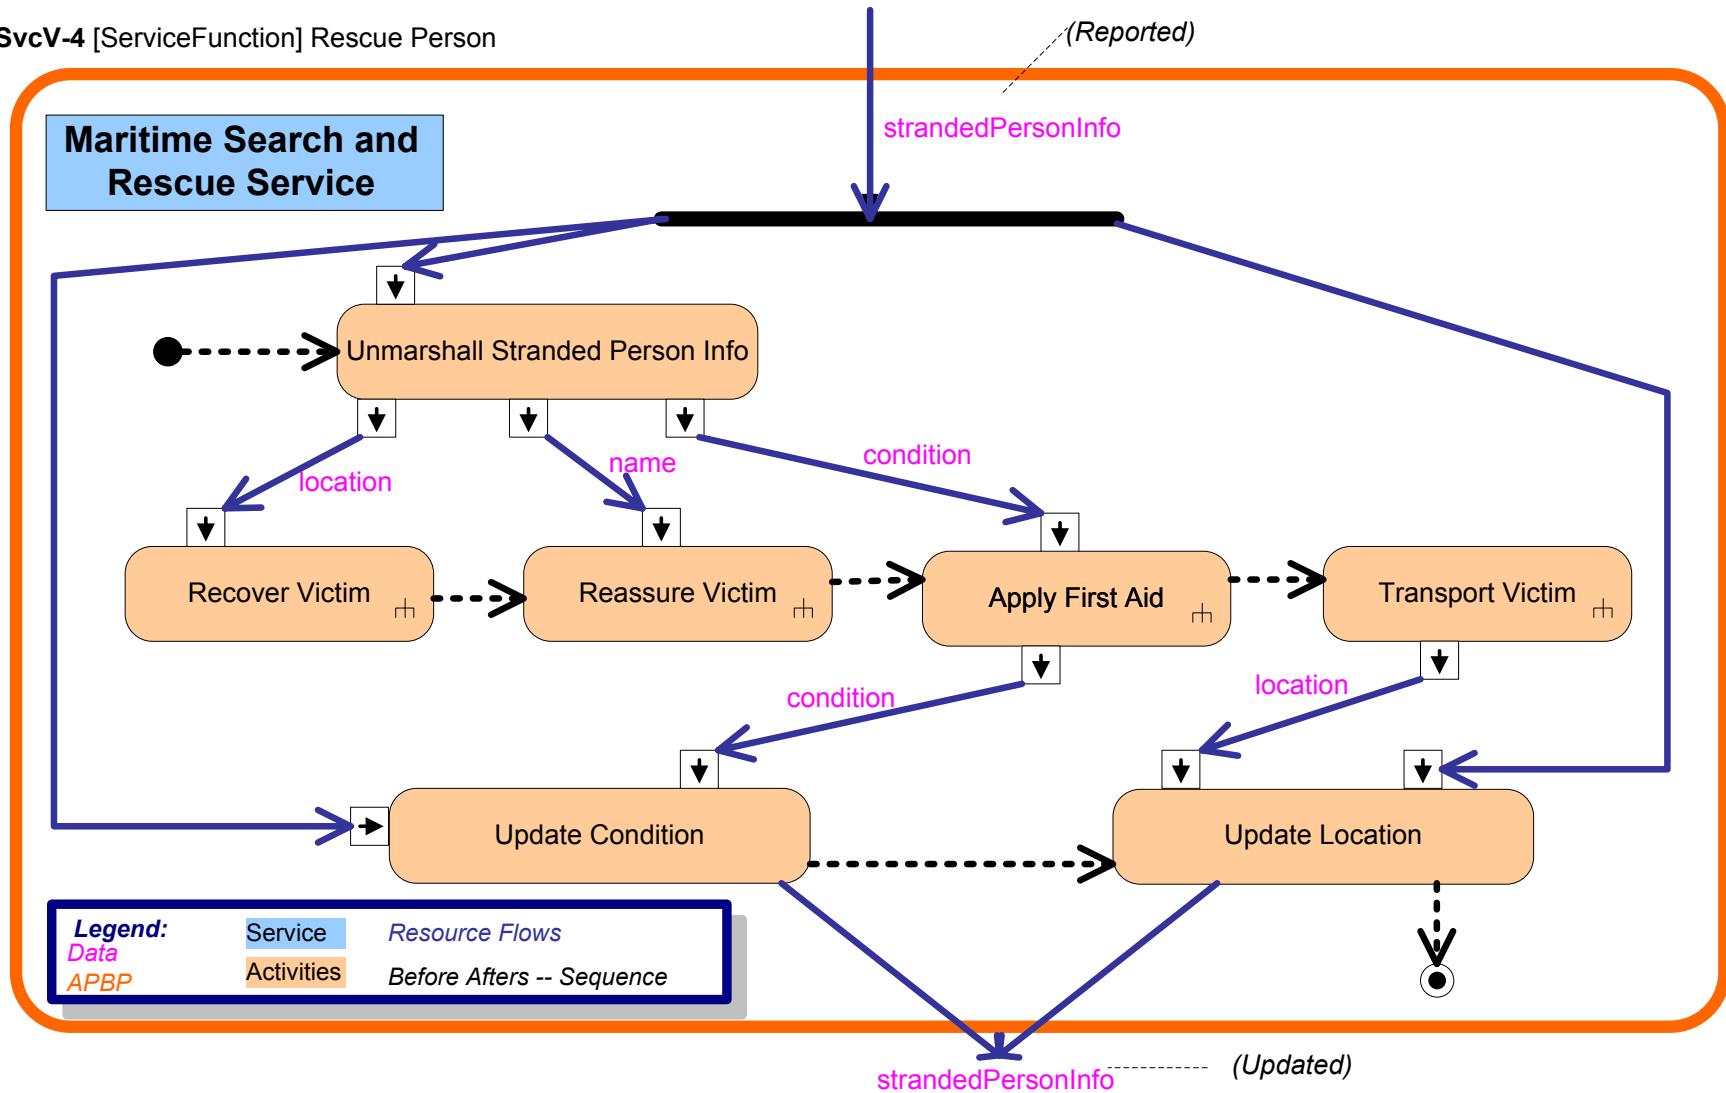 SvcV-4 [ServiceFunction] Rescue Person
(Reported)
strandedPersonInfo
Maritime Search and
Rescue Service
Unmarshall Stranded Person Info
location
name
condition
Recover Victim
Reassure Victim
Apply First Aid
Transport Victim
condition
location
Update Condition
Update Location
Legend:
Data
APBP
Service
Activities
Resource Flows
Before Afters -- Sequence
strandedPersonInfo
(Updated)